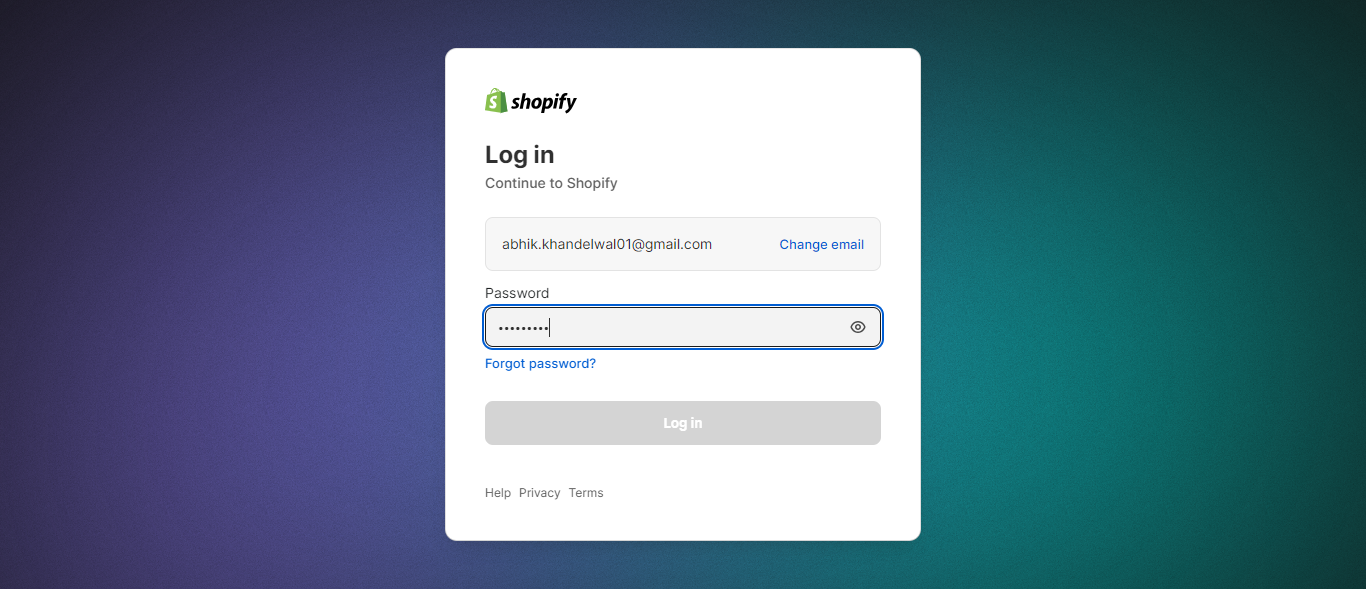 shopify
Log in
Continue to Shopify
abhik.khandelwal01@gmail.com Change email
Password
•••••••••
Forgot password?
Log in
Help Privacy Terms